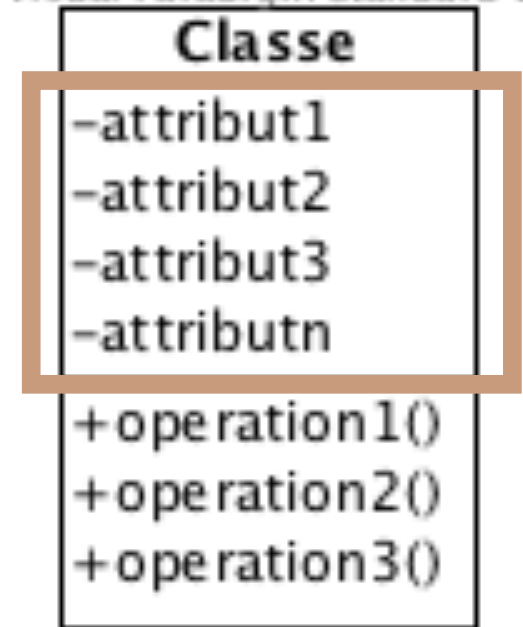 Classe
-attribut1
-attribut2
-attribut3
-attributn
+operation1()
+operation2()
+operation3()